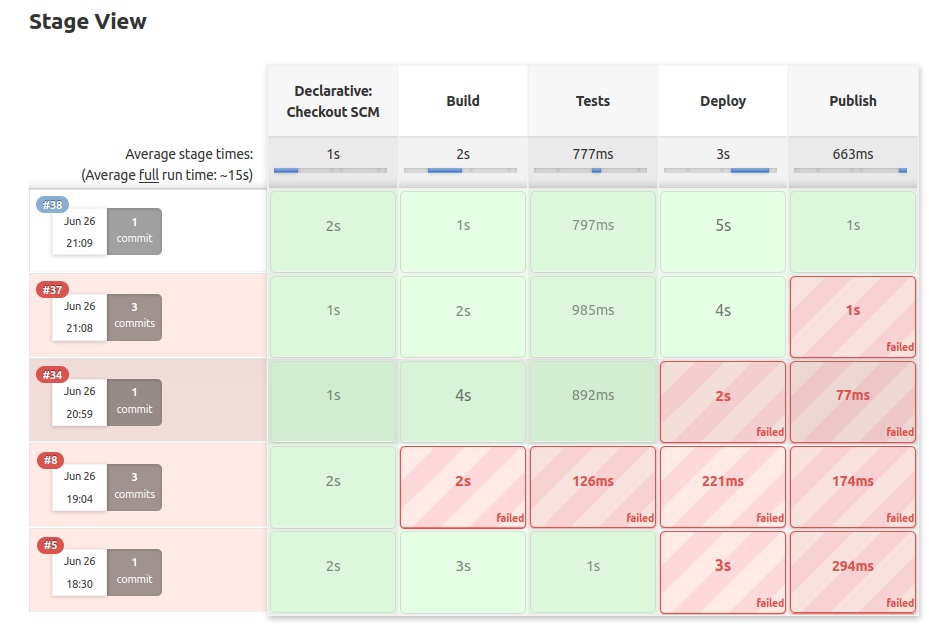 Stage View
Declarative:
Checkout SCM
Build
Tests
Deploy
Publish
Average stage times:
(Average full run time: ~15s)
1s
2s
777ms
3s
663ms
#38
Jun 26
21:09
1
commit
2s
1s
797ms
5s
1s
#37
Jun 26
21:08
3
commits
1s
2s
985ms
4s
1s
failed
#34
Jun 26
20:59
1
commit
1s
4s
892ms
2s
failed
77ms
failed
#8
Jun 26
19:04
3
commits
2s
2s
failed
126ms
failed
221ms
failed
174ms
failed
#5
Jun 26
18:30
1
commit
2s
3s
1s
3s
failed
294ms
failed